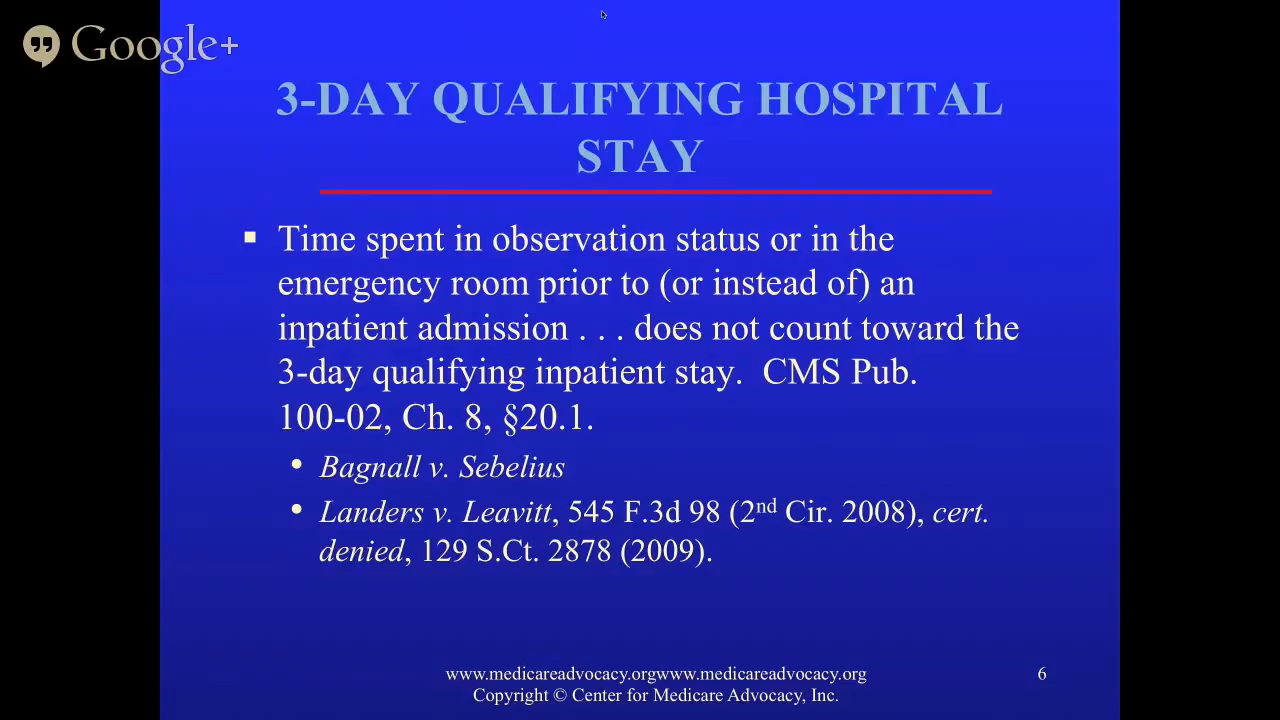 Google+
3-DAY QUALIFYING HOSPITAL
STAY
▪ Time spent in observation status or in the
emergency room prior to (or instead of) an
inpatient admission . . . does not count toward the
3-day qualifying inpatient stay.  CMS Pub.
100-02, Ch. 8, §20.1.
• Bagnall v. Sebelius
• Landers v. Leavitt, 545 F.3d 98 (2nd Cir. 2008), cert.
denied, 129 S.Ct. 2878 (2009).
www.medicareadvocacy.orgwww.medicareadvocacy.org
Copyright © Center for Medicare Advocacy, Inc.
6